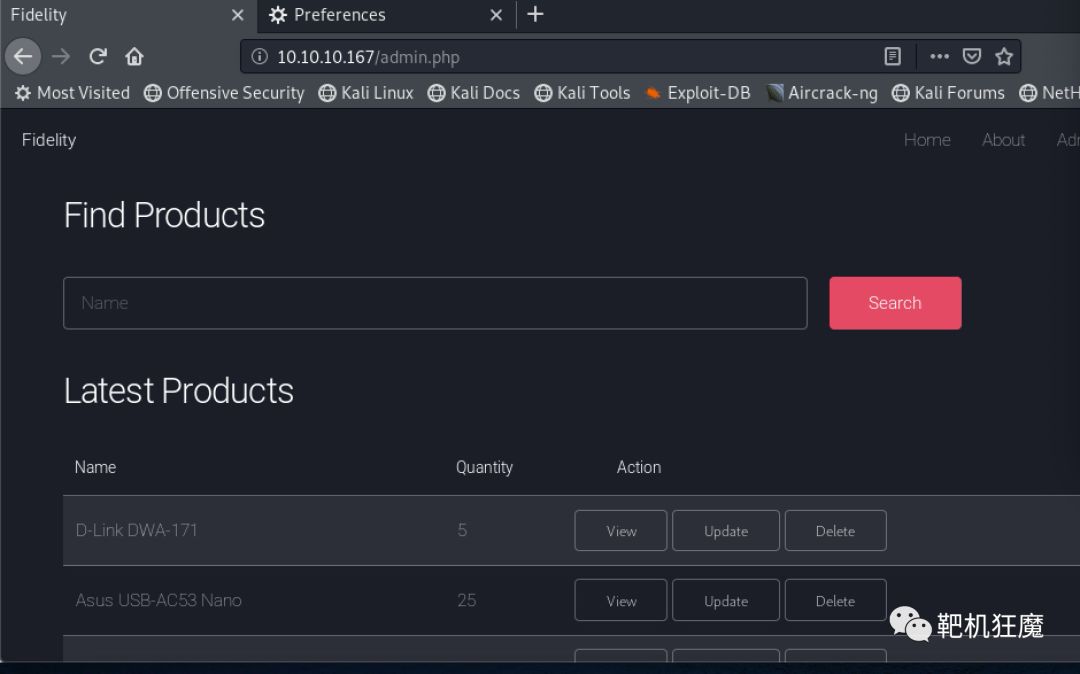 Fidelity
Preferences
10.10.10.167/admin.php
Most Visited Offensive Security Kali Linux Kali Docs Kali Tools Exploit-DB Aircrack-ng Kali Forums NetH
Fidelity Home About Ad
Find Products
Name Search
Latest Products
Name Quantity Action
D-Link DWA-171 5 View Update Delete
Asus USB-AC53 Nano 25 View Update Delete
靶机狂魔